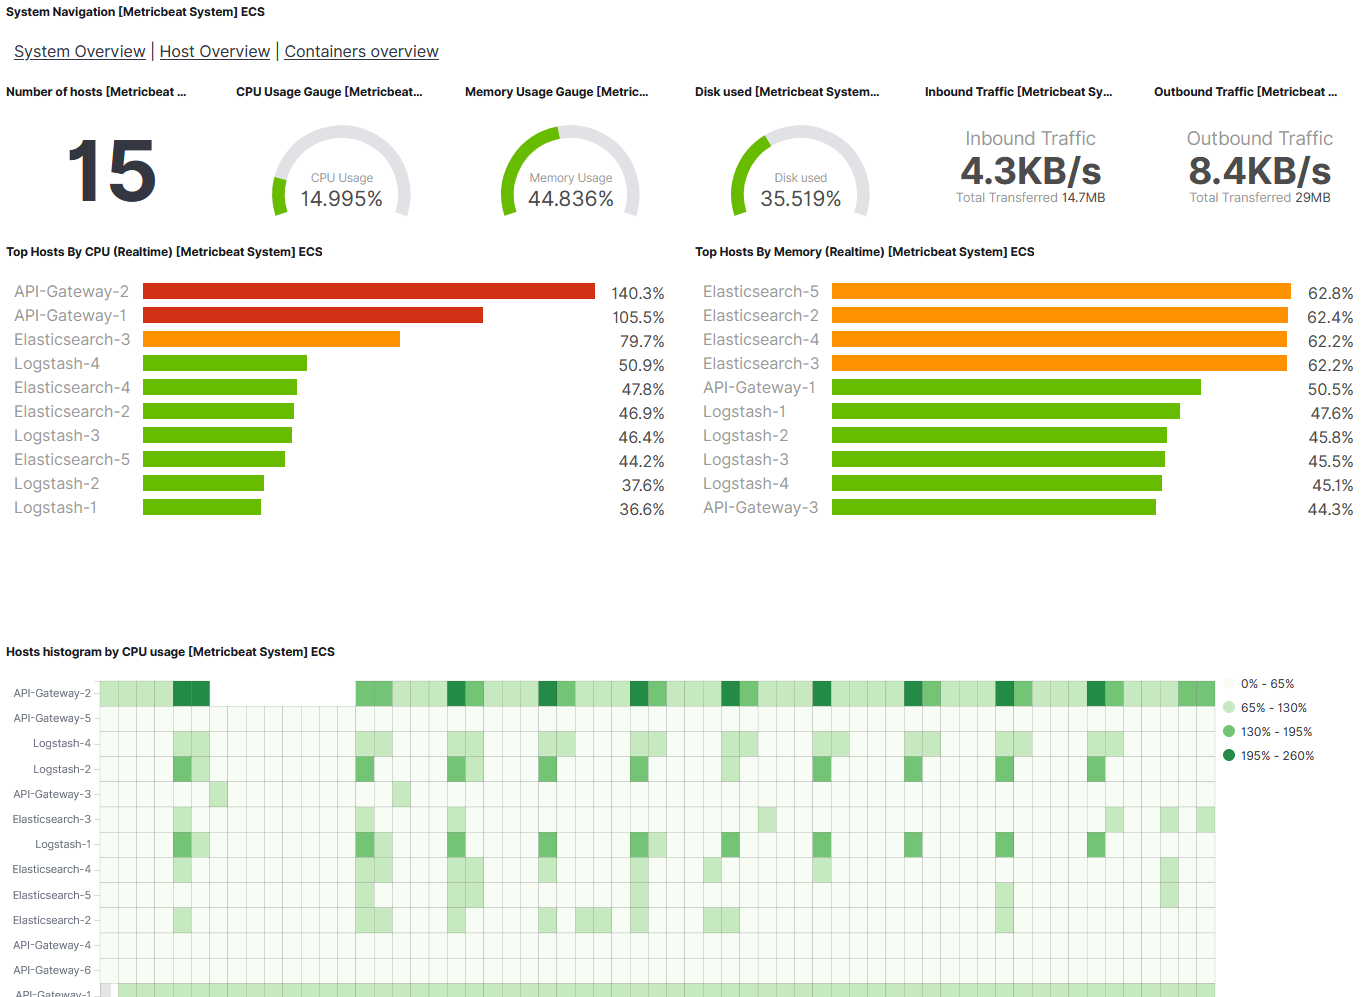 System Navigation [Metricbeat System] ECS
System Overview | Host Overview | Containers overview
Number of hosts [Metricbeat ...
CPU Usage Gauge [Metricbeat...
Memory Usage Gauge [Metric...
Disk used [Metricbeat System...
Inbound Traffic [Metricbeat Sy...
Outbound Traffic [Metricbeat ...
15
CPU Usage
14.995%
Memory Usage
44.836%
Disk used
35.519%
Inbound Traffic
4.3KB/s
Total Transferred 14.7MB
Outbound Traffic
8.4KB/s
Total Transferred 29MB
Top Hosts By CPU (Realtime) [Metricbeat System] ECS
API-Gateway-2 140.3%
API-Gateway-1 105.5%
Elasticsearch-3 79.7%
Logstash-4 50.9%
Elasticsearch-4 47.8%
Elasticsearch-2 46.9%
Logstash-3 46.4%
Elasticsearch-5 44.2%
Logstash-2 37.6%
Logstash-1 36.6%
Top Hosts By Memory (Realtime) [Metricbeat System] ECS
Elasticsearch-5 62.8%
Elasticsearch-2 62.4%
Elasticsearch-4 62.2%
Elasticsearch-3 62.2%
API-Gateway-1 50.5%
Logstash-1 47.6%
Logstash-2 45.8%
Logstash-3 45.5%
Logstash-4 45.1%
API-Gateway-3 44.3%
Hosts histogram by CPU usage [Metricbeat System] ECS
API-Gateway-2
API-Gateway-5
Logstash-4
Logstash-2
API-Gateway-3
Elasticsearch-3
Logstash-1
Elasticsearch-4
Elasticsearch-5
Elasticsearch-2
API-Gateway-4
API-Gateway-6
API-Gateway-1
0% - 65%
65% - 130%
130% - 195%
195% - 260%